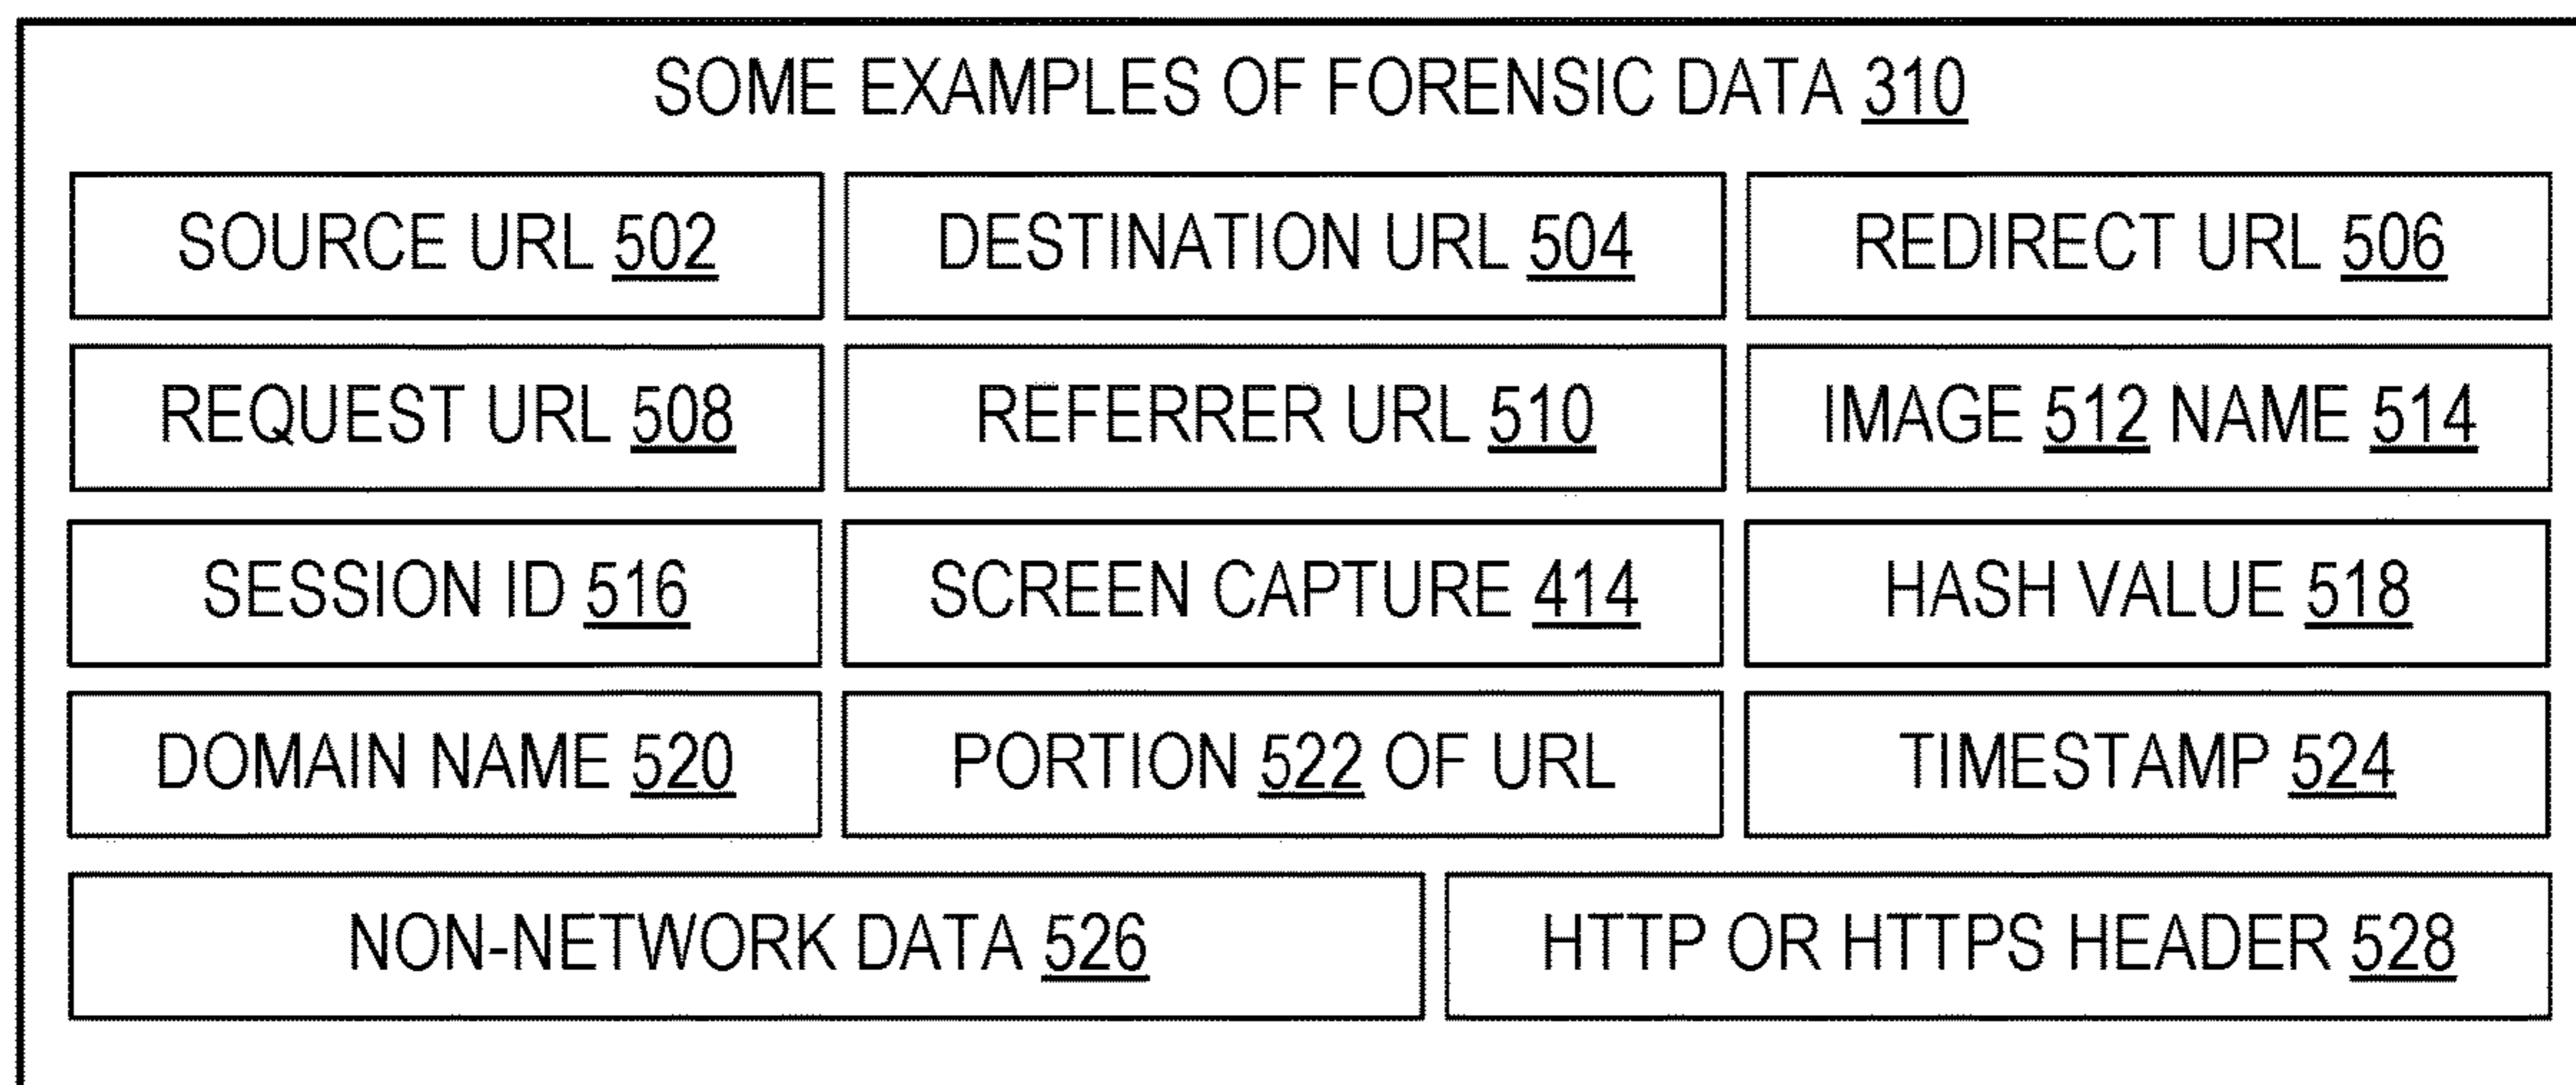 SOME EXAMPLES OF FORENSIC DATA 310
SOURCE URL 502
DESTINATION URL 504
REDIRECT URL 506
REQUEST URL 508
REFERRER URL 510
IMAGE 512 NAME 514
SESSION ID 516
SCREEN CAPTURE 414
HASH VALUE 518
DOMAIN NAME 520
PORTION 522 OF URL
TIMESTAMP 524
NON-NETWORK DATA 526
HTTP OR HTTPS HEADER 528